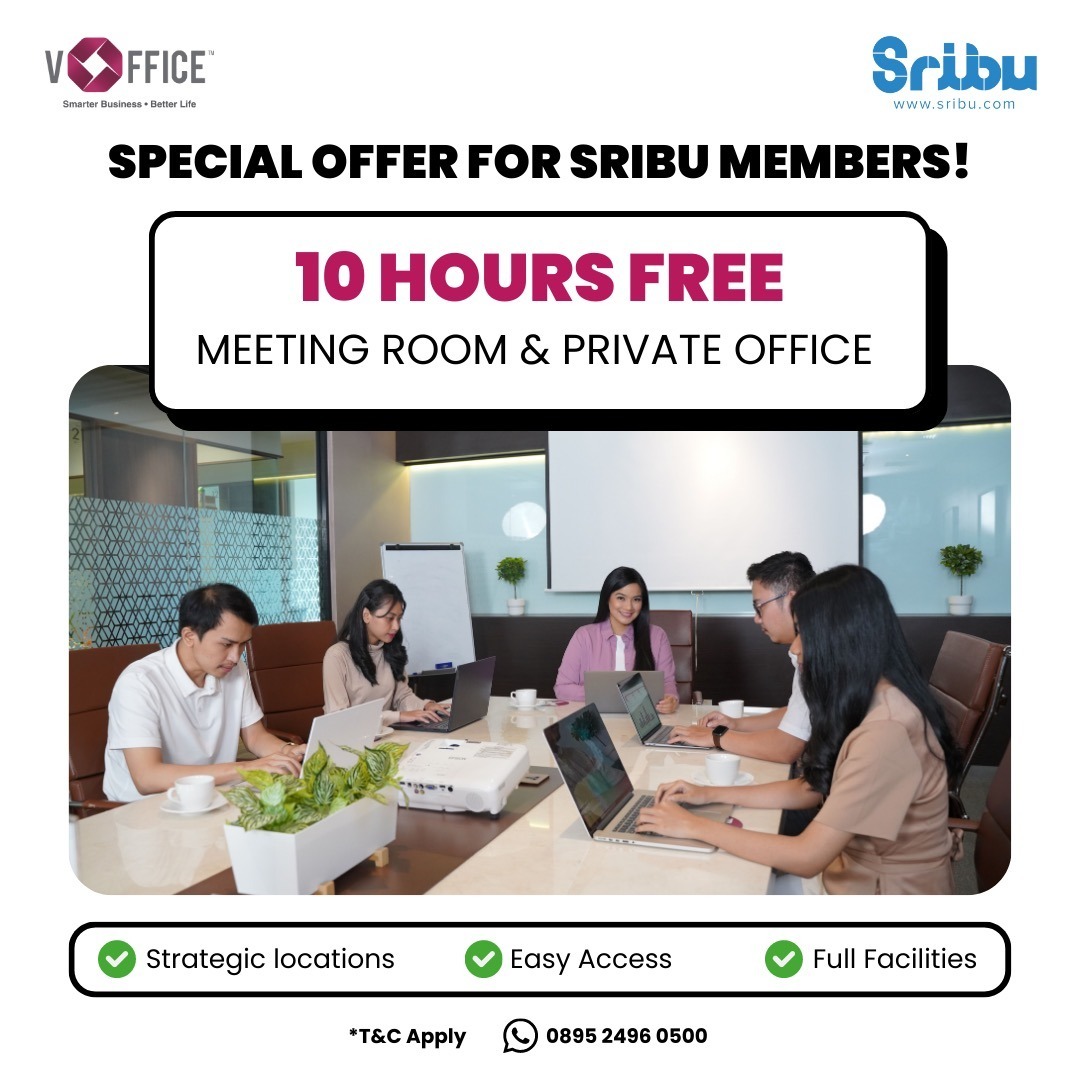 VOFFICE™
Smarter Business • Better Life
Sribu
www.sribu.com
SPECIAL OFFER FOR SRIBU MEMBERS!
10 HOURS FREE
MEETING ROOM & PRIVATE OFFICE
Strategic locations
Easy Access
Full Facilities
*T&C Apply
0895 2496 0500